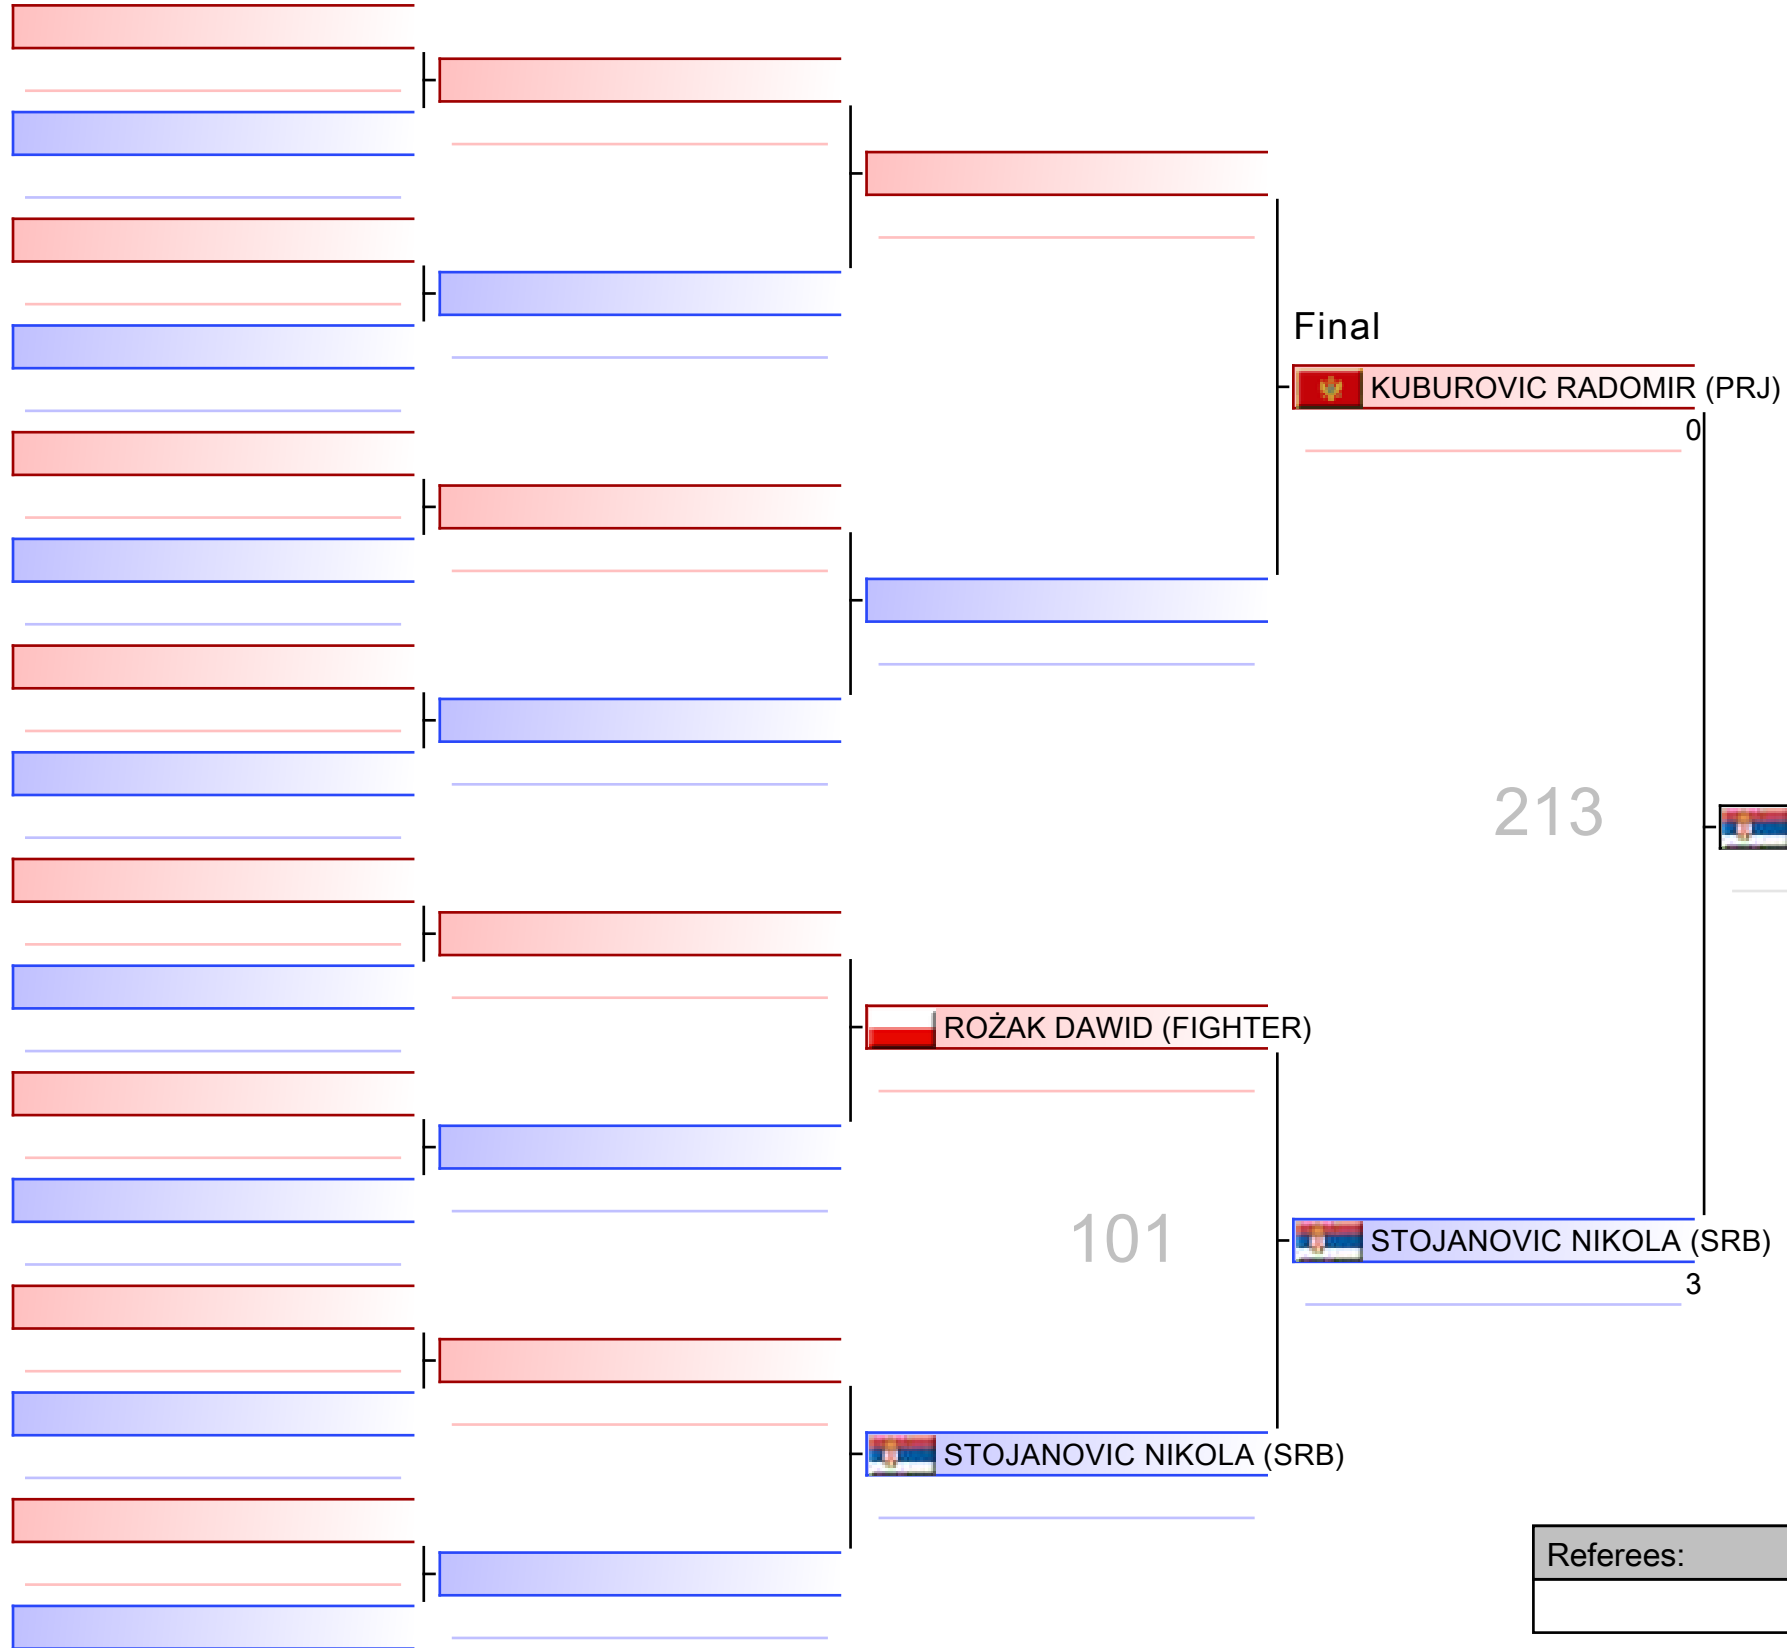 Final
KUBUROVIC RADOMIR (PRJ)
0
213
ROŻAK DAWID (FIGHTER)
101
STOJANOVIC NIKOLA (SRB)
3
STOJANOVIC NIKOLA (SRB)
Referees: